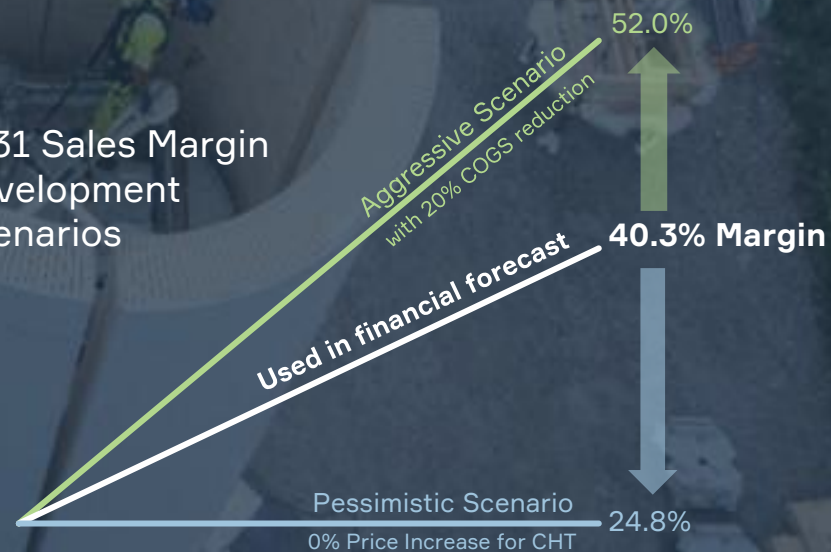 52.0%
Aggressive Scenario
with 20% COGS reduction
31 Sales Margin
velopment
enarios
40.3% Margin
Used in financial forecast
Pessimistic Scenario
24.8%
0% Price Increase for CHT